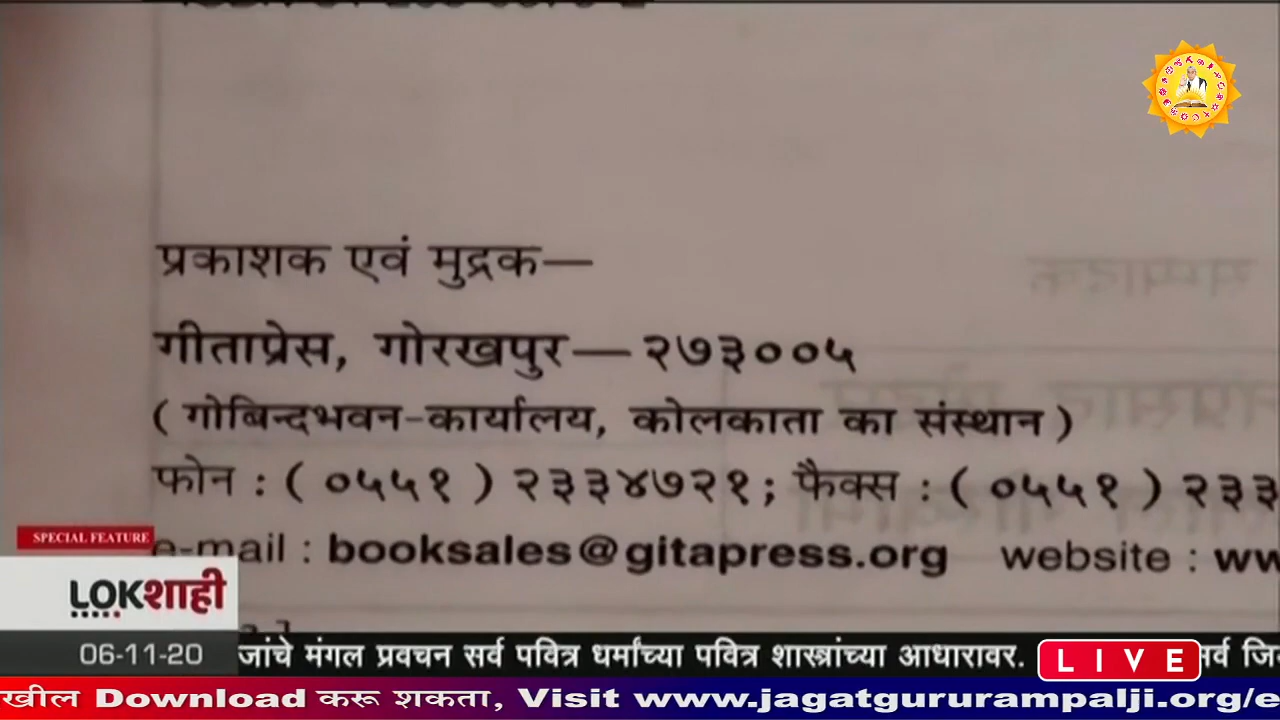 प्रकाशक एवं मुद्रक—
गीताप्रेस, गोरखपुर—२७३००५
( गोबिन्दभवन-कार्यालय, कोलकाता का संस्थान )
फोन : ( ०५५१ ) २३३४७२१; फैक्स : ( ०५५१ ) २३३
e-mail : booksales@gitapress.org website : ww
SPECIAL FEATURE
LOKशाही
06-11-20
जांचे मंगल प्रवचन सर्व पवित्र धर्मांच्या पवित्र शास्त्रांच्या आधारावर.
LIVE
सर्व
खील Download करू शकता, Visit www.jagatgururampalji.org/e